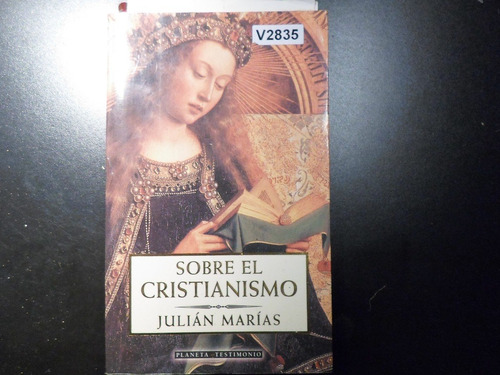 V2835
SOBRE EL
CRISTIANISMO
JULIÁN MARÍAS
PLANETA TESTIMONIO